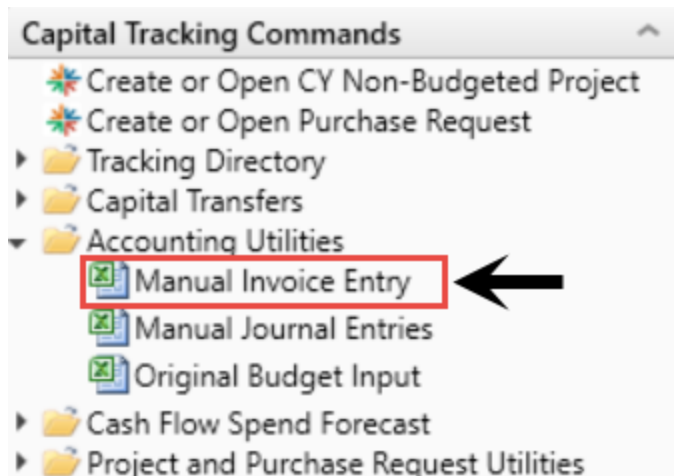 Capital Tracking Commands
Create or Open CY Non-Budgeted Project
Create or Open Purchase Request
Tracking Directory
Capital Transfers
Accounting Utilities
Manual Invoice Entry
Manual Journal Entries
Original Budget Input
Cash Flow Spend Forecast
Project and Purchase Request Utilities